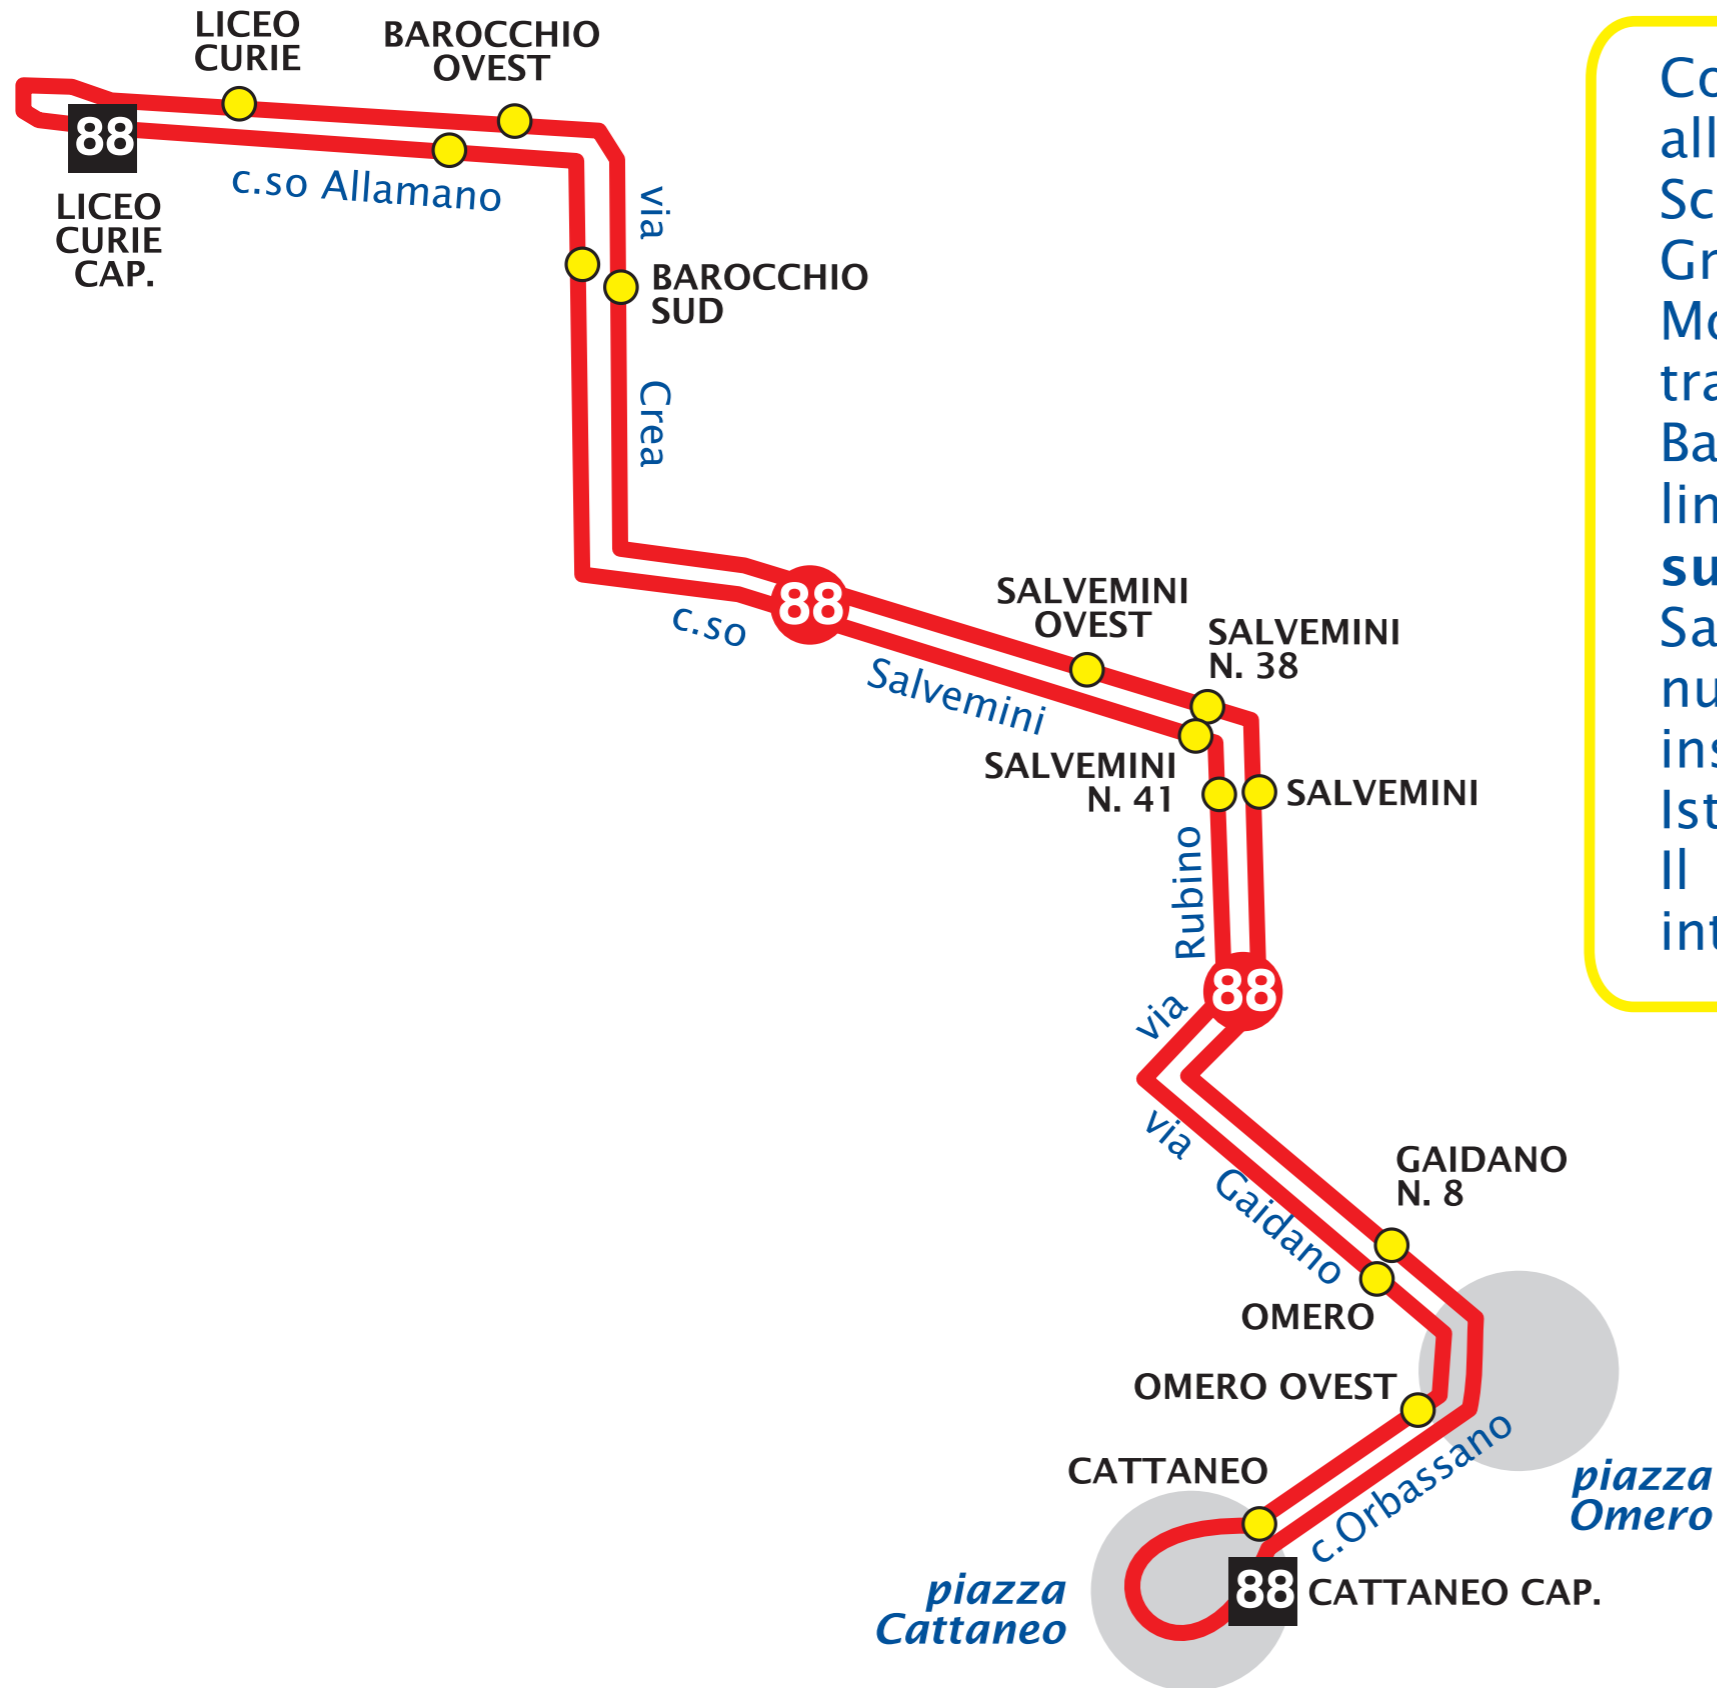 LICEO
CURIE
BAROCCHIO
OVEST
88
c.so Allamano
LICEO
CURIE
CAP.
via
Crea
BAROCCHIO
SUD
88
c.so
Salvemini
SALVEMINI
OVEST
SALVEMINI
N. 38
SALVEMINI
N. 41
SALVEMINI
Rubino
88
via
via Gaidano
GAIDANO
N. 8
OMERO
OMERO OVEST
CATTANEO
c.Orbassano
piazza
Omero
88
CATTANEO CAP.
piazza
Cattaneo
Il